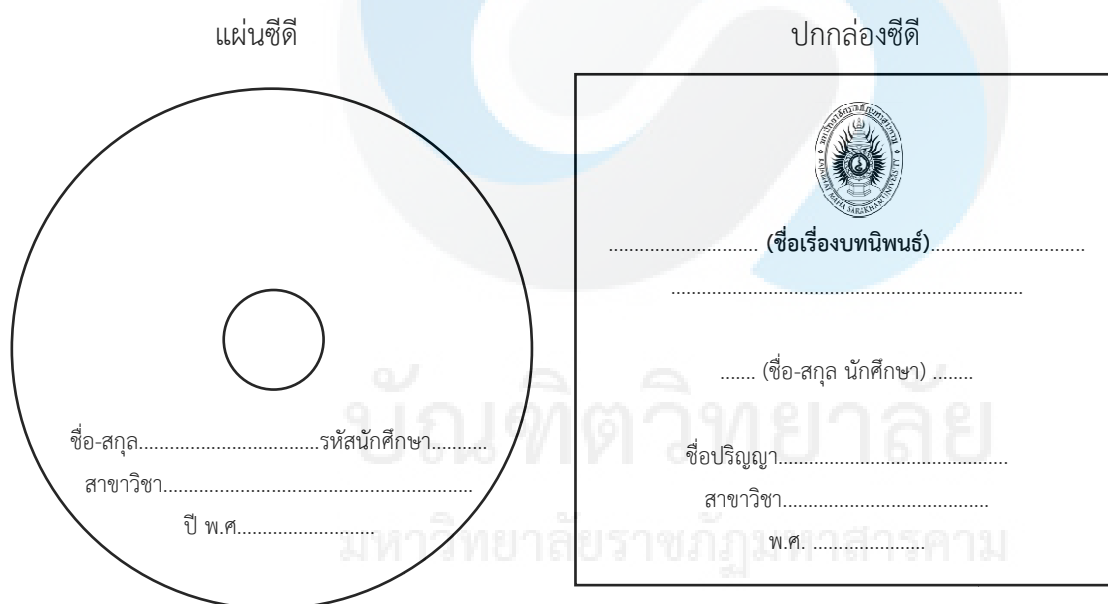 แผ่นซีดี
ปกกล่องซีดี
.............................. (ชื่อเรื่องบทนิพนธ์)...............................
.......................................................................
....... (ชื่อ-สกุล นักศึกษา) ........
ชื่อ-สกุล....................................รหัสนักศึกษา...........
สาขาวิชา...............................................................
ปี พ.ศ............................
ชื่อปริญญา...............................................
สาขาวิชา..........................................
พ.ศ. .......................
บัณฑิตวิทยาลัย
มหาวิทยาลัยราชภัฏมหาสารคาม